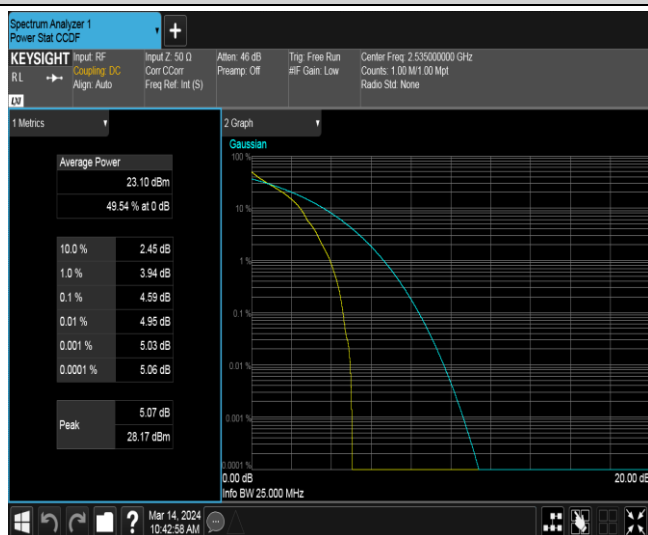 Spectrum Analyzer 1
Power Stat CCDF
+
KEYSIGHT
RL
LXI
Input: RF
Coupling: DC
Align: Auto
Input Z: 50 Ω
Corr CCorr
Freq Ref: Int (S)
Atten: 46 dB
Preamp: Off
Trig: Free Run
#IF Gain: Low
Center Freq: 2.535000000 GHz
Counts: 1.00 M/1.00 Mpt
Radio Std: None
1 Metrics
Average Power
23.10 dBm
49.54 % at 0 dB
10.0 % 2.45 dB
1.0 % 3.94 dB
0.1 % 4.59 dB
0.01 % 4.95 dB
0.001 % 5.03 dB
0.0001 % 5.06 dB
Peak
5.07 dB
28.17 dBm
2 Graph
Gaussian
100 %
10 %
1 %
0.1 %
0.01 %
0.001 %
0.0001 %
0.00 dB 20.00 dB
Info BW 25.000 MHz
?
Mar 14, 2024
10:42:58 AM